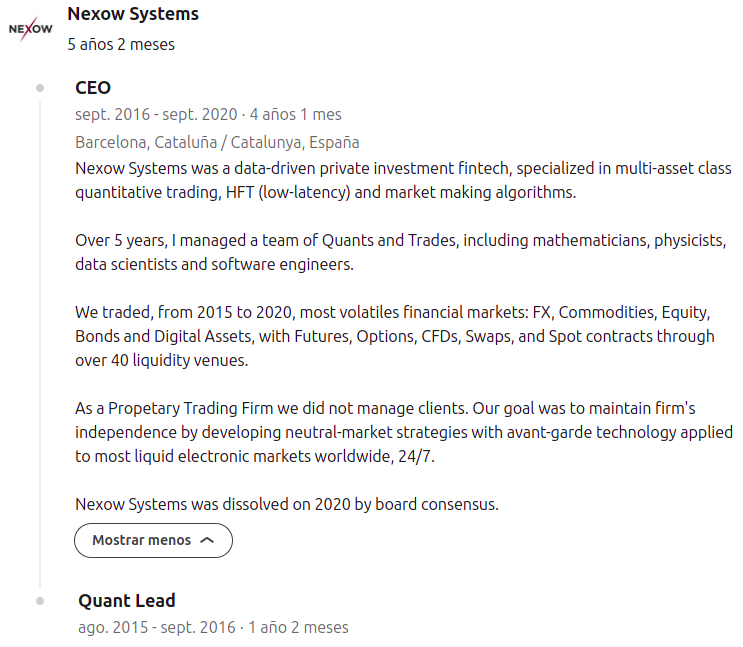 NEXOW
Nexow Systems
5 años 2 meses
CEO
sept. 2016 - sept. 2020 · 4 años 1 mes
Barcelona, Cataluña / Catalunya, España
Nexow Systems was a data-driven private investment fintech, specialized in multi-asset class
quantitative trading, HFT (low-latency) and market making algorithms.
Over 5 years, I managed a team of Quants and Trades, including mathematicians, physicists,
data scientists and software engineers.
We traded, from 2015 to 2020, most volatiles financial markets: FX, Commodities, Equity,
Bonds and Digital Assets, with Futures, Options, CFDs, Swaps, and Spot contracts through
over 40 liquidity venues.
As a Propetary Trading Firm we did not manage clients. Our goal was to maintain firm's
independence by developing neutral-market strategies with avant-garde technology applied
to most liquid electronic markets worldwide, 24/7.
Nexow Systems was dissolved on 2020 by board consensus.
Mostrar menos
Quant Lead
ago. 2015 - sept. 2016 · 1 año 2 meses